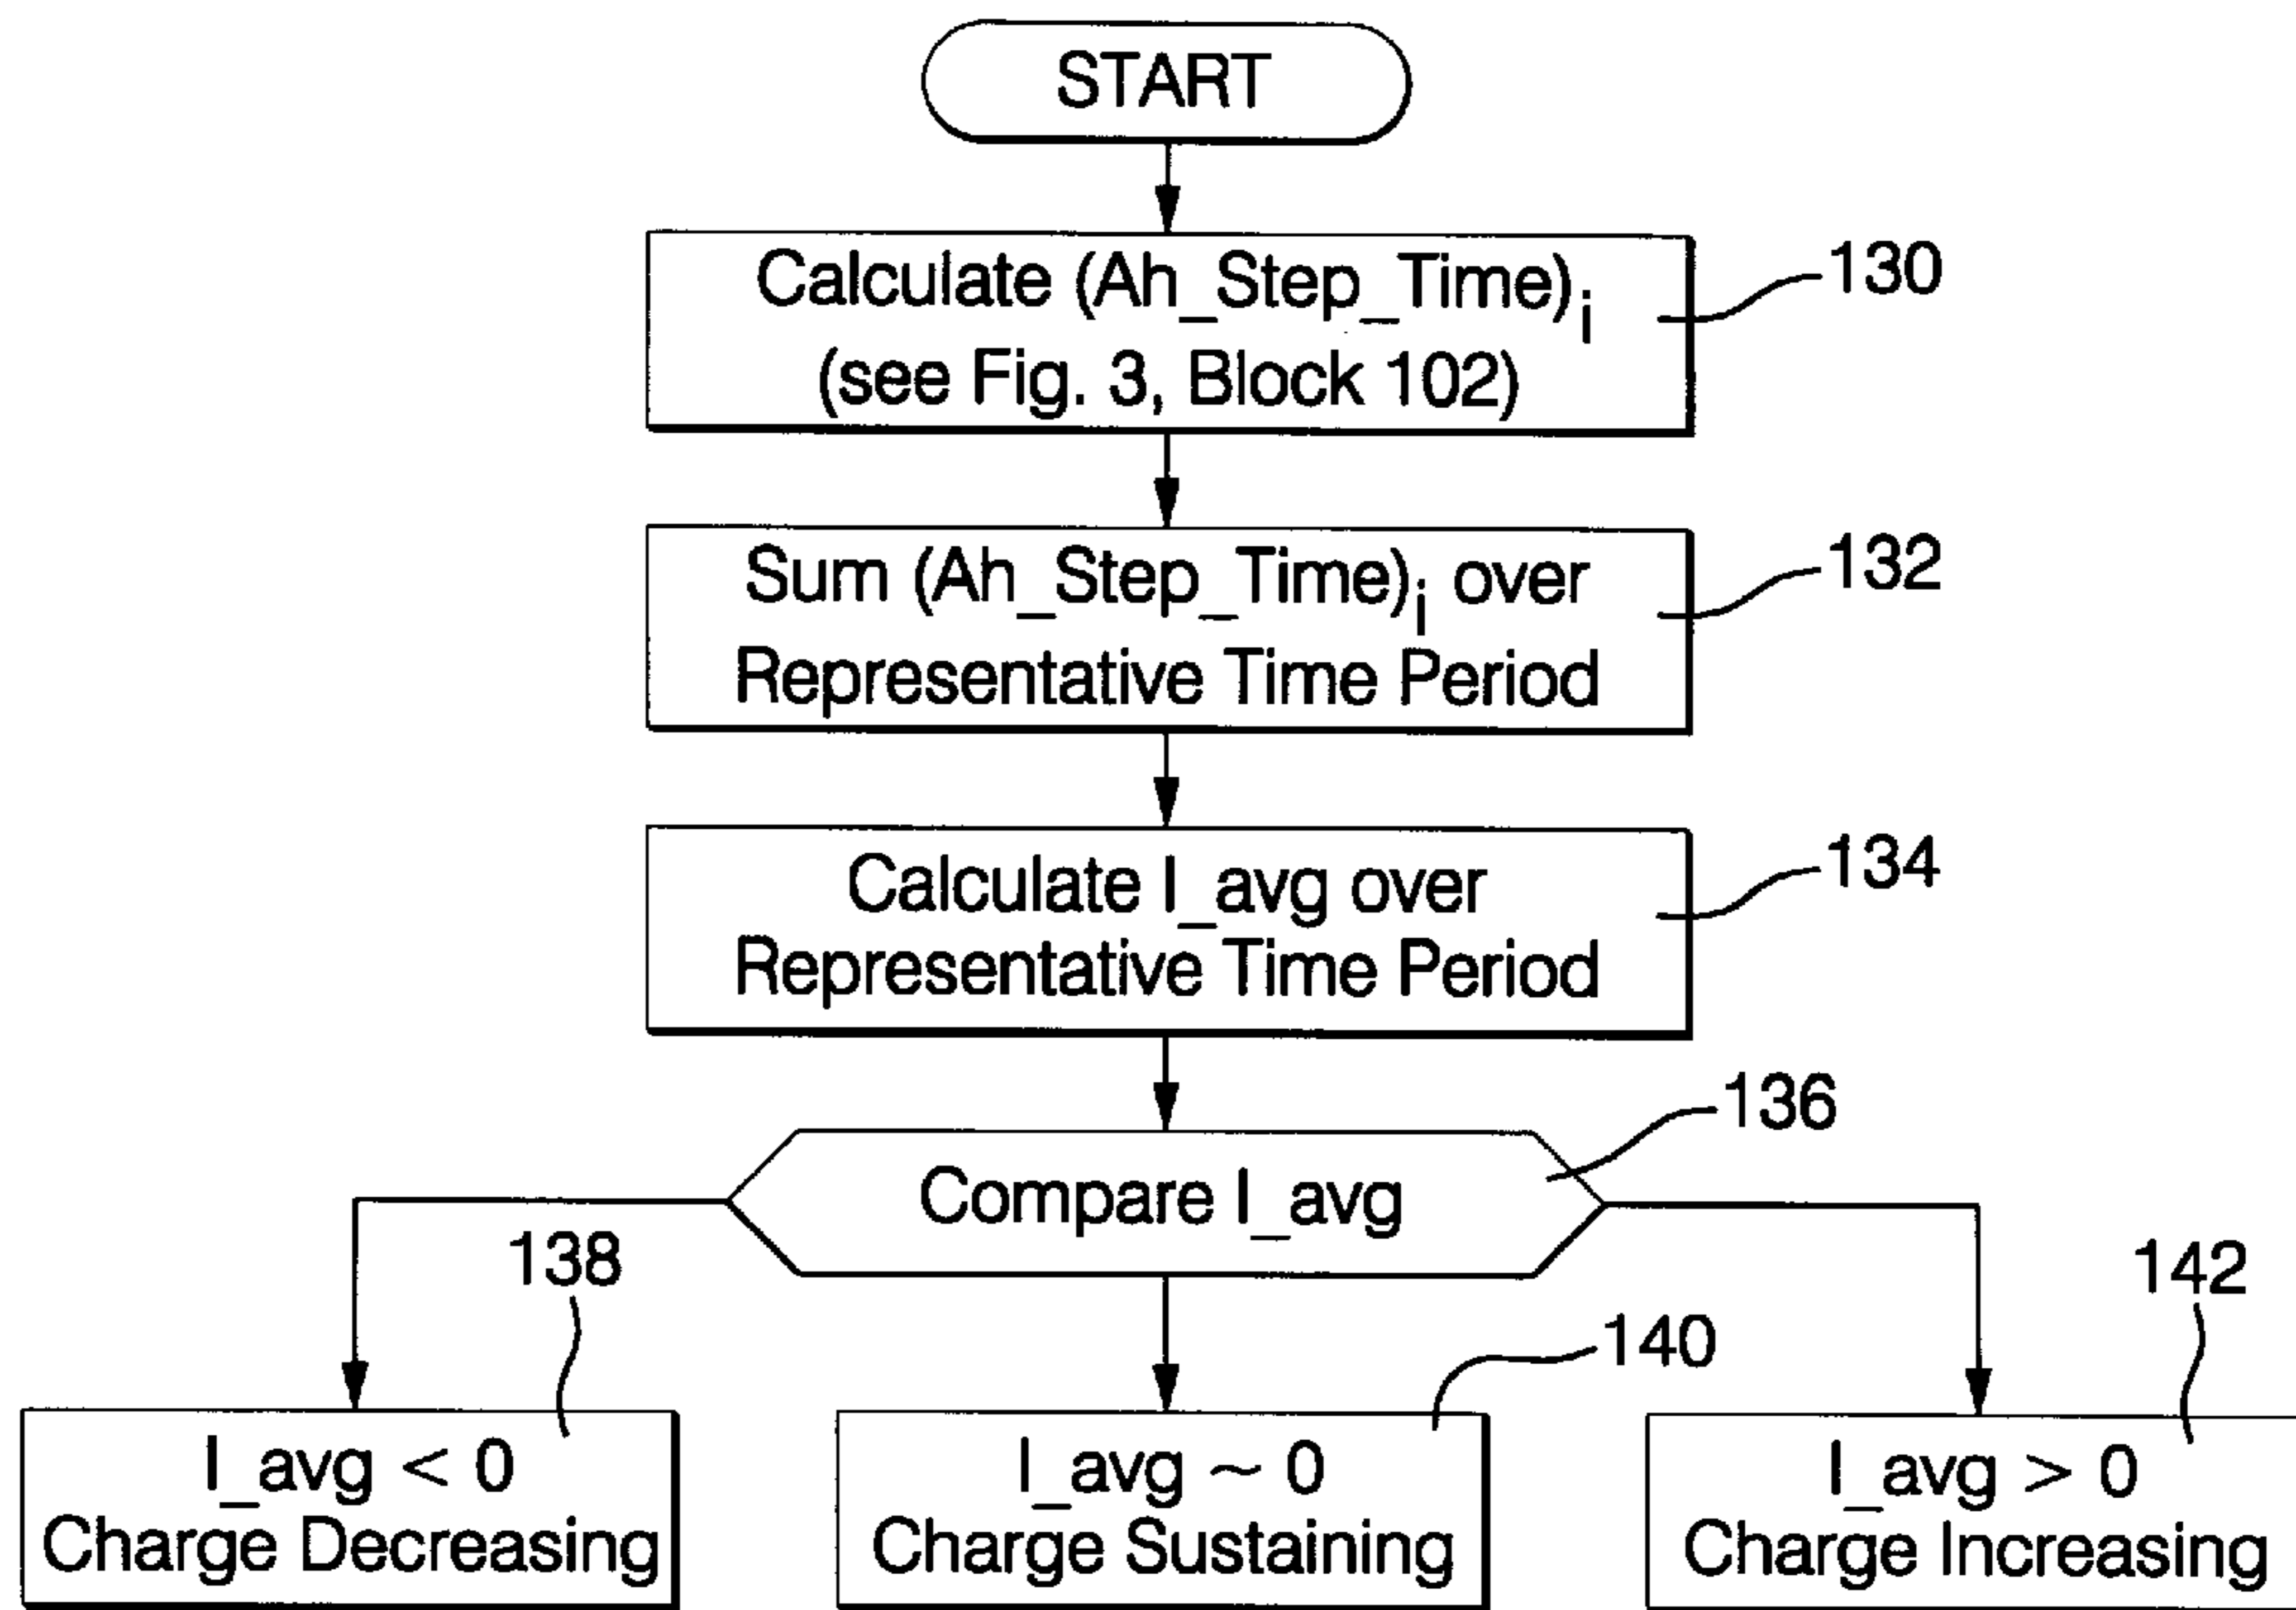 START
Calculate (Ah_Step_Time)i
(see Fig. 3, Block 102)
130
Sum (Ah_Step_Time)i over
Representative Time Period
132
Calculate I_avg over
Representative Time Period
134
Compare I_avg
136
138
I_avg < 0
Charge Decreasing
140
I_avg ~ 0
Charge Sustaining
142
I_avg > 0
Charge Increasing